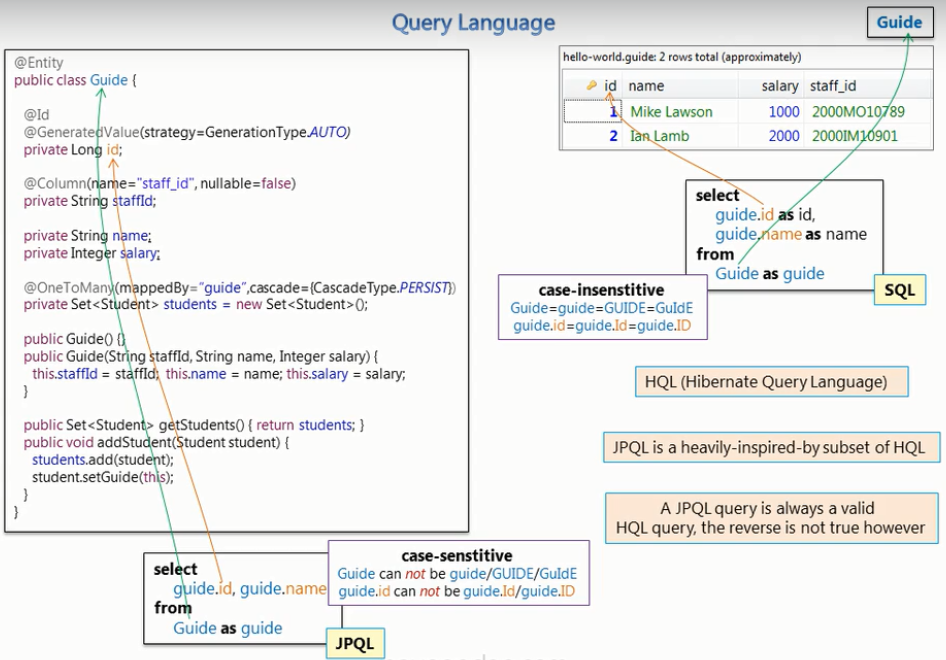 Query Language
Guide
@Entity
public class Guide {
@Id
@GeneratedValue(strategy=GenerationType.AUTO)
private Long id;
@Column(name="staff_id", nullable=false)
private String staffId;
private String name;
private Integer salary;
@OneToMany(mappedBy="guide",cascade={CascadeType.PERSIST})
private Set<Student> students = new Set<Student>();
public Guide() {}
public Guide(String staffId, String name, Integer salary) {
this.staffId = staffId; this.name = name; this.salary = salary;
}
public Set<Student> getStudents() { return students; }
public void addStudent(Student student) {
students.add(student);
student.setGuide(this);
}
}
hello-world.guide: 2 rows total (approximately)
id name salary staff_id
1 Mike Lawson 1000 2000MO10789
2 Ian Lamb 2000 2000IM10901
select
guide.id as id,
guide.name as name
from
Guide as guide
SQL
case-insenstitive
Guide=guide=GUIDE=GuIdE
guide.id=guide.Id=guide.ID
HQL (Hibernate Query Language)
JPQL is a heavily-inspired-by subset of HQL
A JPQL query is always a valid
HQL query, the reverse is not true however
select
guide.id, guide.name
from
Guide as guide
JPQL
case-senstitive
Guide can not be guide/GUIDE/GuIdE
guide.id can not be guide.Id/guide.ID